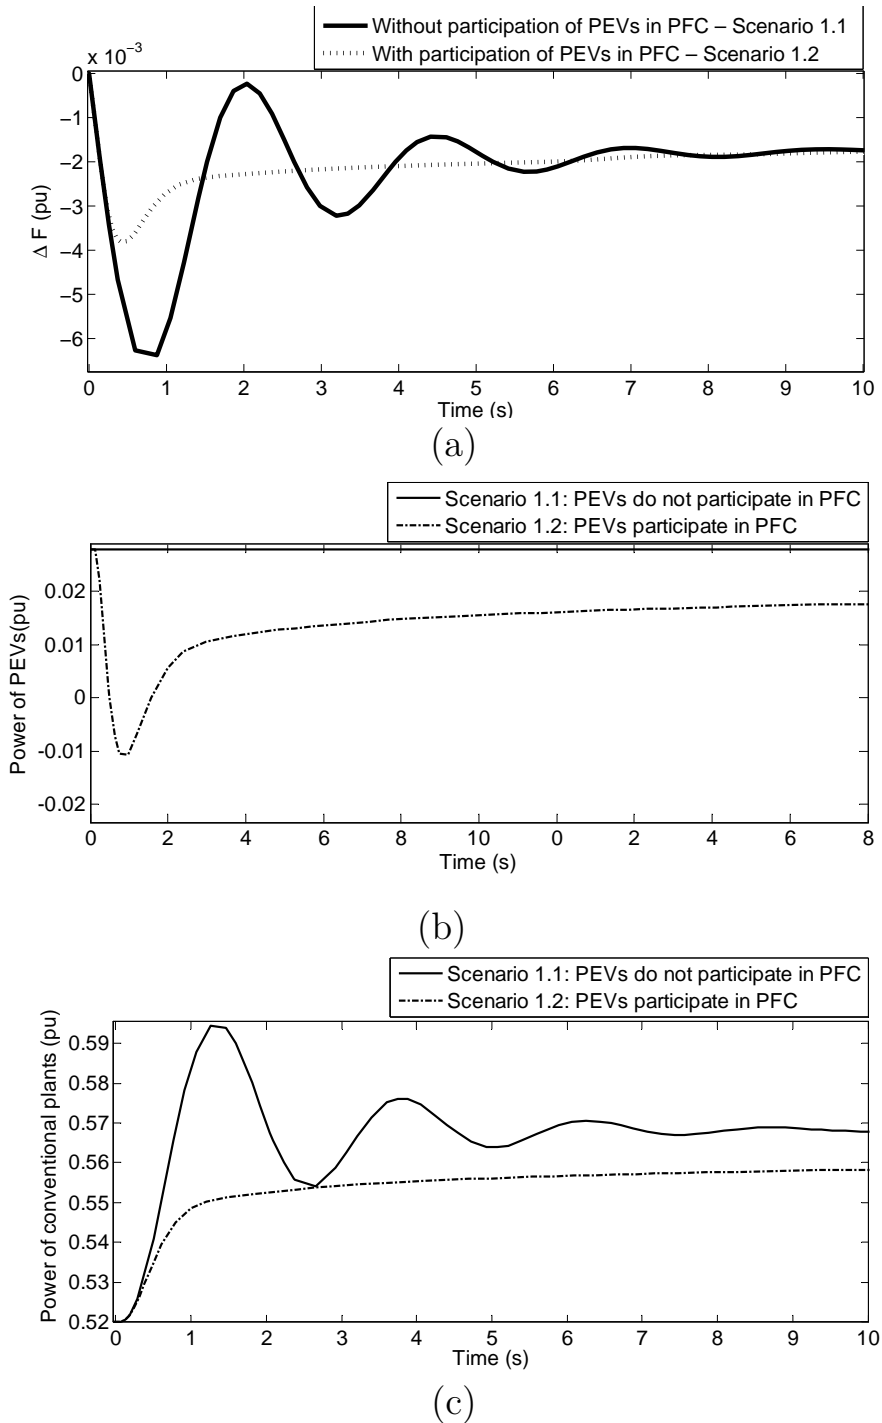 Without participation of PEVs in PFC – Scenario 1.1
With participation of PEVs in PFC – Scenario 1.2
x 10⁻³
0
−1
−2
−3
−4
−5
−6
Δ F (pu)
0 1 2 3 4 5 6 7 8 9 10
Time (s)
(a)
Scenario 1.1: PEVs do not participate in PFC
Scenario 1.2: PEVs participate in PFC
0.02
0.01
0
-0.01
-0.02
Power of PEVs(pu)
0 2 4 6 8 10 0 2 4 6 8
Time (s)
(b)
Scenario 1.1: PEVs do not participate in PFC
Scenario 1.2: PEVs participate in PFC
0.59
0.58
0.57
0.56
0.55
0.54
0.53
0.52
Power of conventional plants (pu)
0 1 2 3 4 5 6 7 8 9 10
Time (s)
(c)